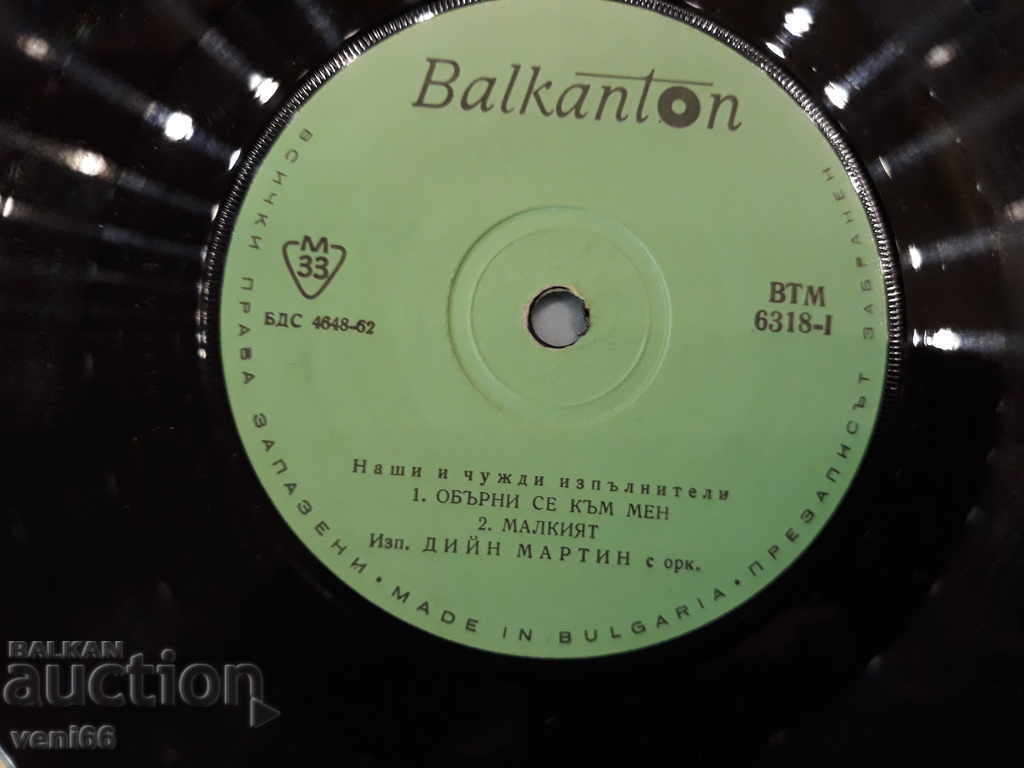 Balkanton
M
33
БДС 4648-62
ВТМ
6318-I
Наши и чужди изпълнители
1. ОБЪРНИ СЕ КЪМ МЕН
2. МАЛКИЯТ
Изп. ДИЙН МАРТИН с орк.
ВСИЧКИ ПРАВА ЗАПАЗЕНИ • MADE IN BULGARIA • ПРЕЗАПИСЪТ ЗАБРАНЕН
BALKAN
auction
veni66